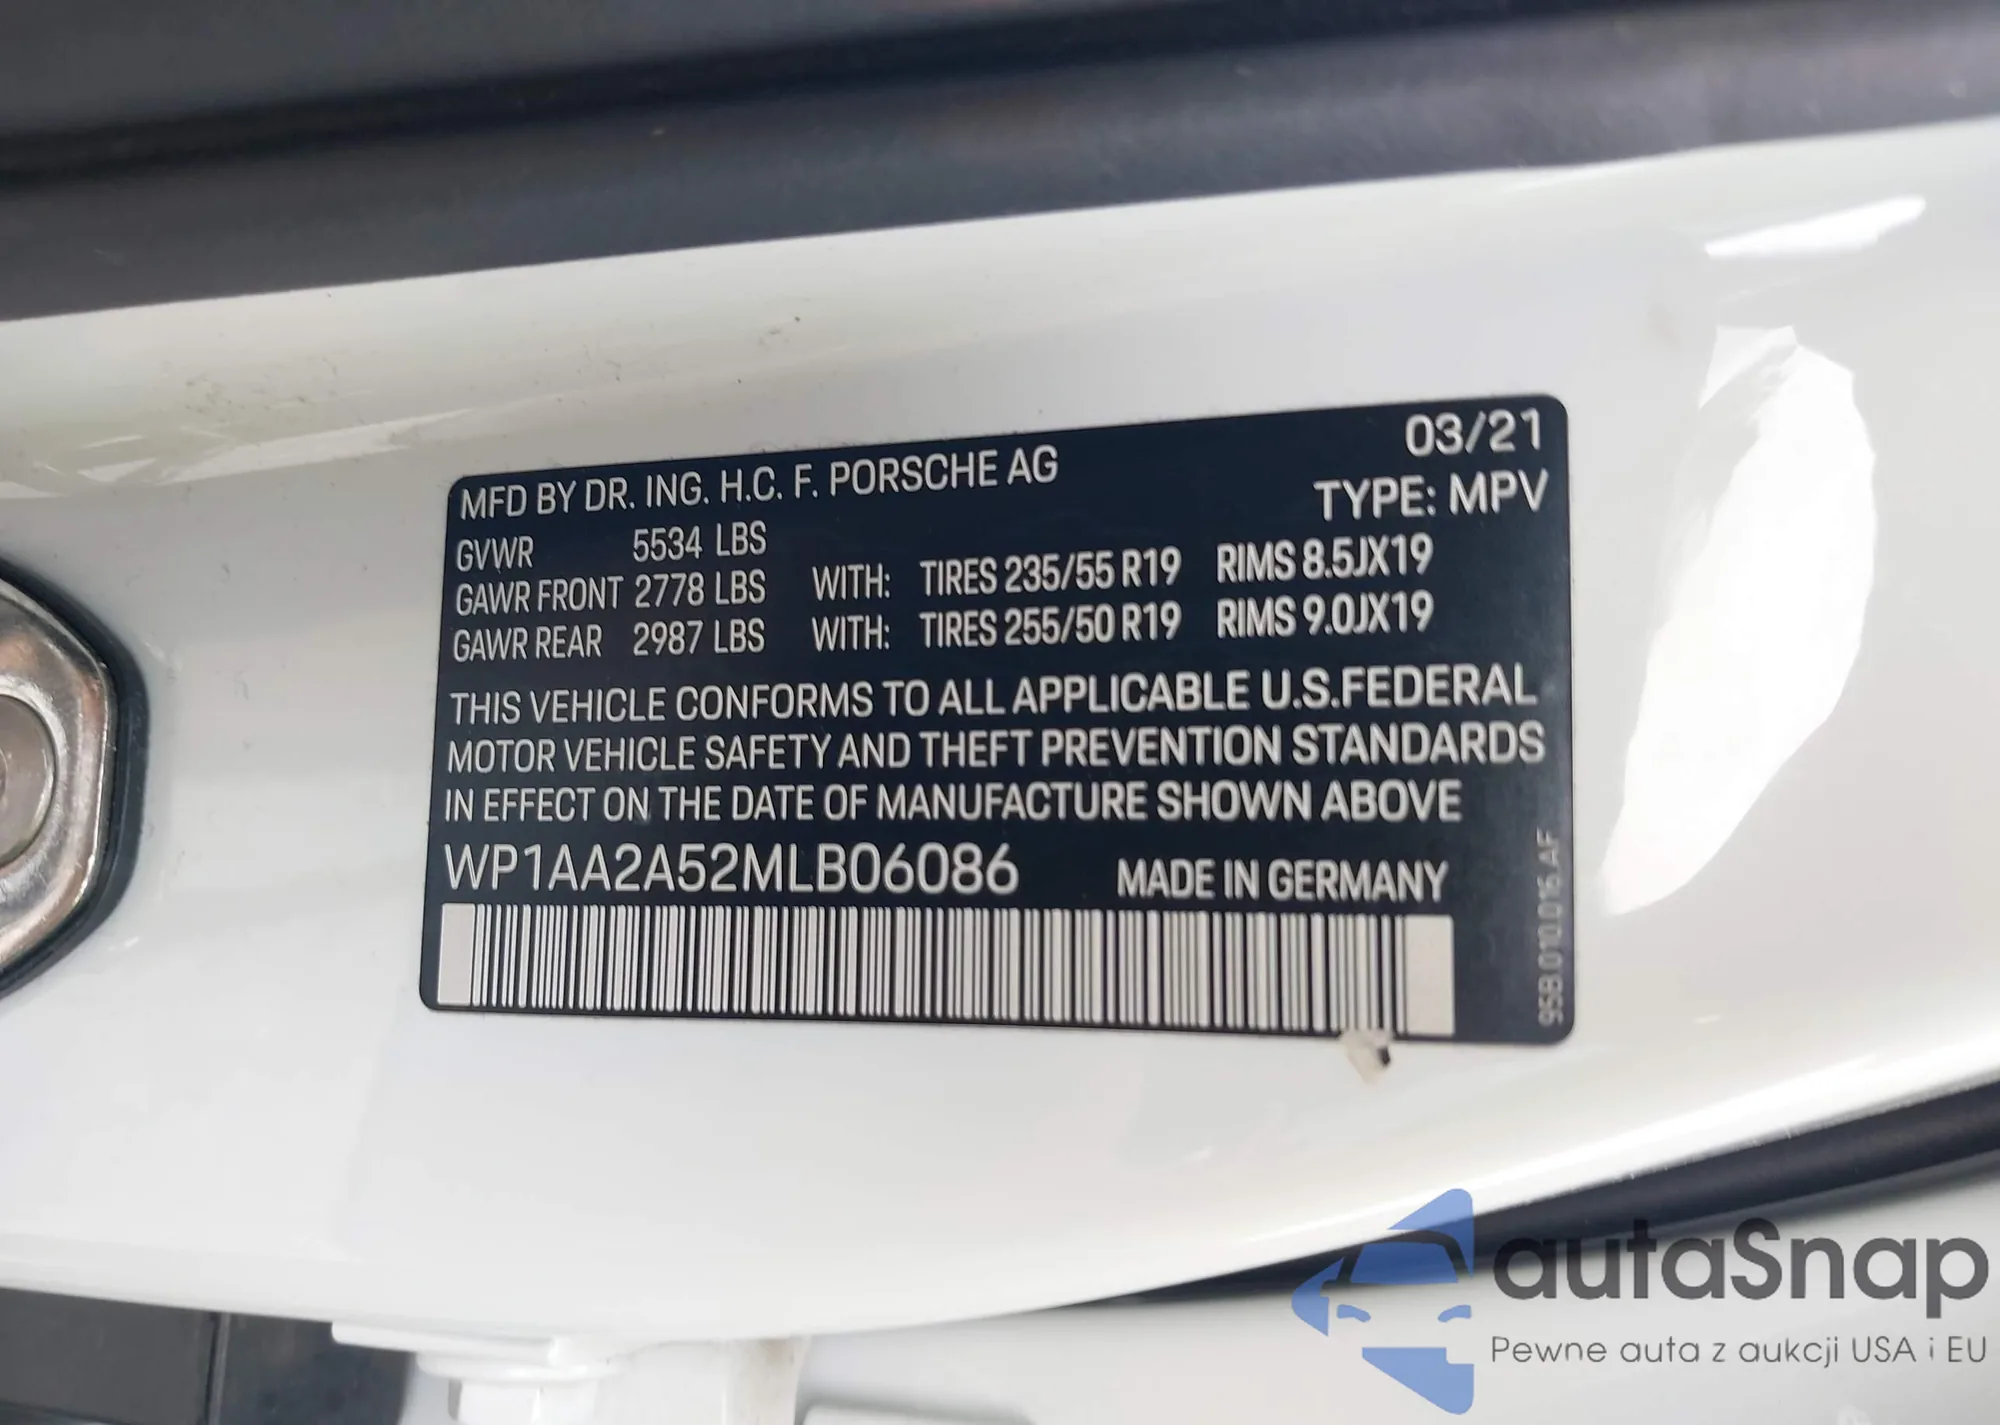 03/21
MFD BY DR. ING. H.C. F. PORSCHE AG
TYPE: MPV
GVWR 5534 LBS
GAWR FRONT 2778 LBS WITH: TIRES 235/55 R19 RIMS 8.5JX19
GAWR REAR 2987 LBS WITH: TIRES 255/50 R19 RIMS 9.0JX19
THIS VEHICLE CONFORMS TO ALL APPLICABLE U.S.FEDERAL
MOTOR VEHICLE SAFETY AND THEFT PREVENTION STANDARDS
IN EFFECT ON THE DATE OF MANUFACTURE SHOWN ABOVE
WP1AA2A52MLB06086 MADE IN GERMANY
95B.010.016.AF
autaSnap
Pewne auta z aukcji USA i EU